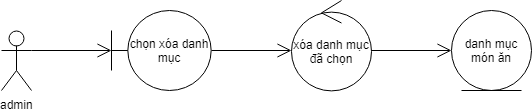 chọn xóa danh
mục
xóa danh mục
đã chọn
danh mục
món ăn
admin